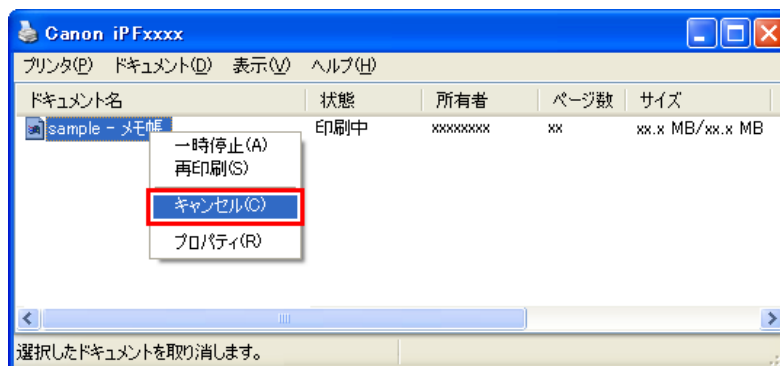 Canon iPFxxxx
プリンタ(P) ドキュメント(D) 表示(V) ヘルプ(H)
ドキュメント名 状態 所有者 ページ数 サイズ
sample - メモ帳 印刷中 xxxxxxxx xx xx.x MB/xx.x MB
一時停止(A)
再印刷(S)
キャンセル(C)
プロパティ(R)
選択したドキュメントを取り消します。